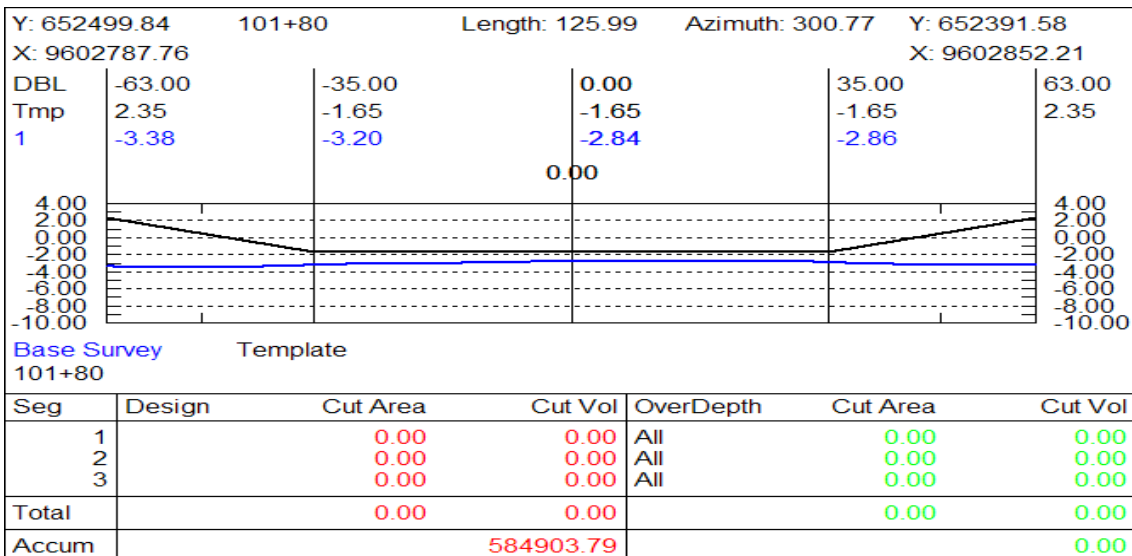 Y: 652499.84 101+80 Length: 125.99 Azimuth: 300.77 Y: 652391.58
X: 9602787.76 X: 9602852.21
DBL -63.00 -35.00 0.00 35.00 63.00
Tmp 2.35 -1.65 -1.65 -1.65 2.35
1 -3.38 -3.20 -2.84 -2.86
0.00
4.00 4.00
2.00 2.00
0.00 0.00
-2.00 -2.00
-4.00 -4.00
-6.00 -6.00
-8.00 -8.00
-10.00 -10.00
Base Survey Template
101+80
Seg Design Cut Area Cut Vol OverDepth Cut Area Cut Vol
1 0.00 0.00 All 0.00 0.00
2 0.00 0.00 All 0.00 0.00
3 0.00 0.00 All 0.00 0.00
Total 0.00 0.00 0.00 0.00
Accum 584903.79 0.00